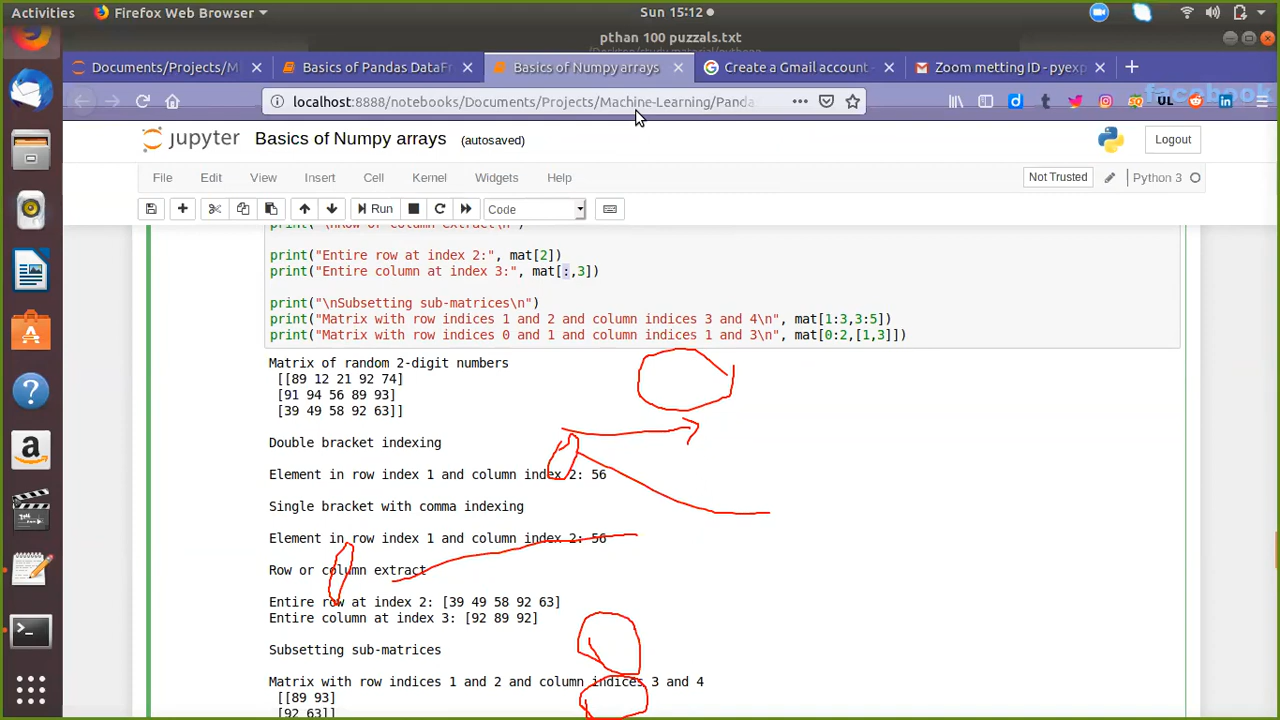 Activities Firefox Web Browser Sun 15:12
pthan 100 puzzals.txt
Documents/Projects/M Basics of Pandas DataFr Basics of Numpy arrays Create a Gmail account - Zoom metting ID - pyexp
localhost:8888/notebooks/Documents/Projects/Machine-Learning/Panda
facobook
jupyter Basics of Numpy arrays (autosaved) Logout
File Edit View Insert Cell Kernel Widgets Help Not Trusted Python 3
Run Code
print("\nRow or column extract\n")
print("Entire row at index 2:", mat[2])
print("Entire column at index 3:", mat[:,3])
print("\nSubsetting sub-matrices\n")
print("Matrix with row indices 1 and 2 and column indices 3 and 4\n", mat[1:3,3:5])
print("Matrix with row indices 0 and 1 and column indices 1 and 3\n", mat[0:2,[1,3]])
Matrix of random 2-digit numbers
[[89 12 21 92 74]
[91 94 56 89 93]
[39 49 58 92 63]]
Double bracket indexing
Element in row index 1 and column index 2: 56
Single bracket with comma indexing
Element in row index 1 and column index 2: 56
Row or column extract
Entire row at index 2: [39 49 58 92 63]
Entire column at index 3: [92 89 92]
Subsetting sub-matrices
Matrix with row indices 1 and 2 and column indices 3 and 4
[[89 93]
[92 63]]